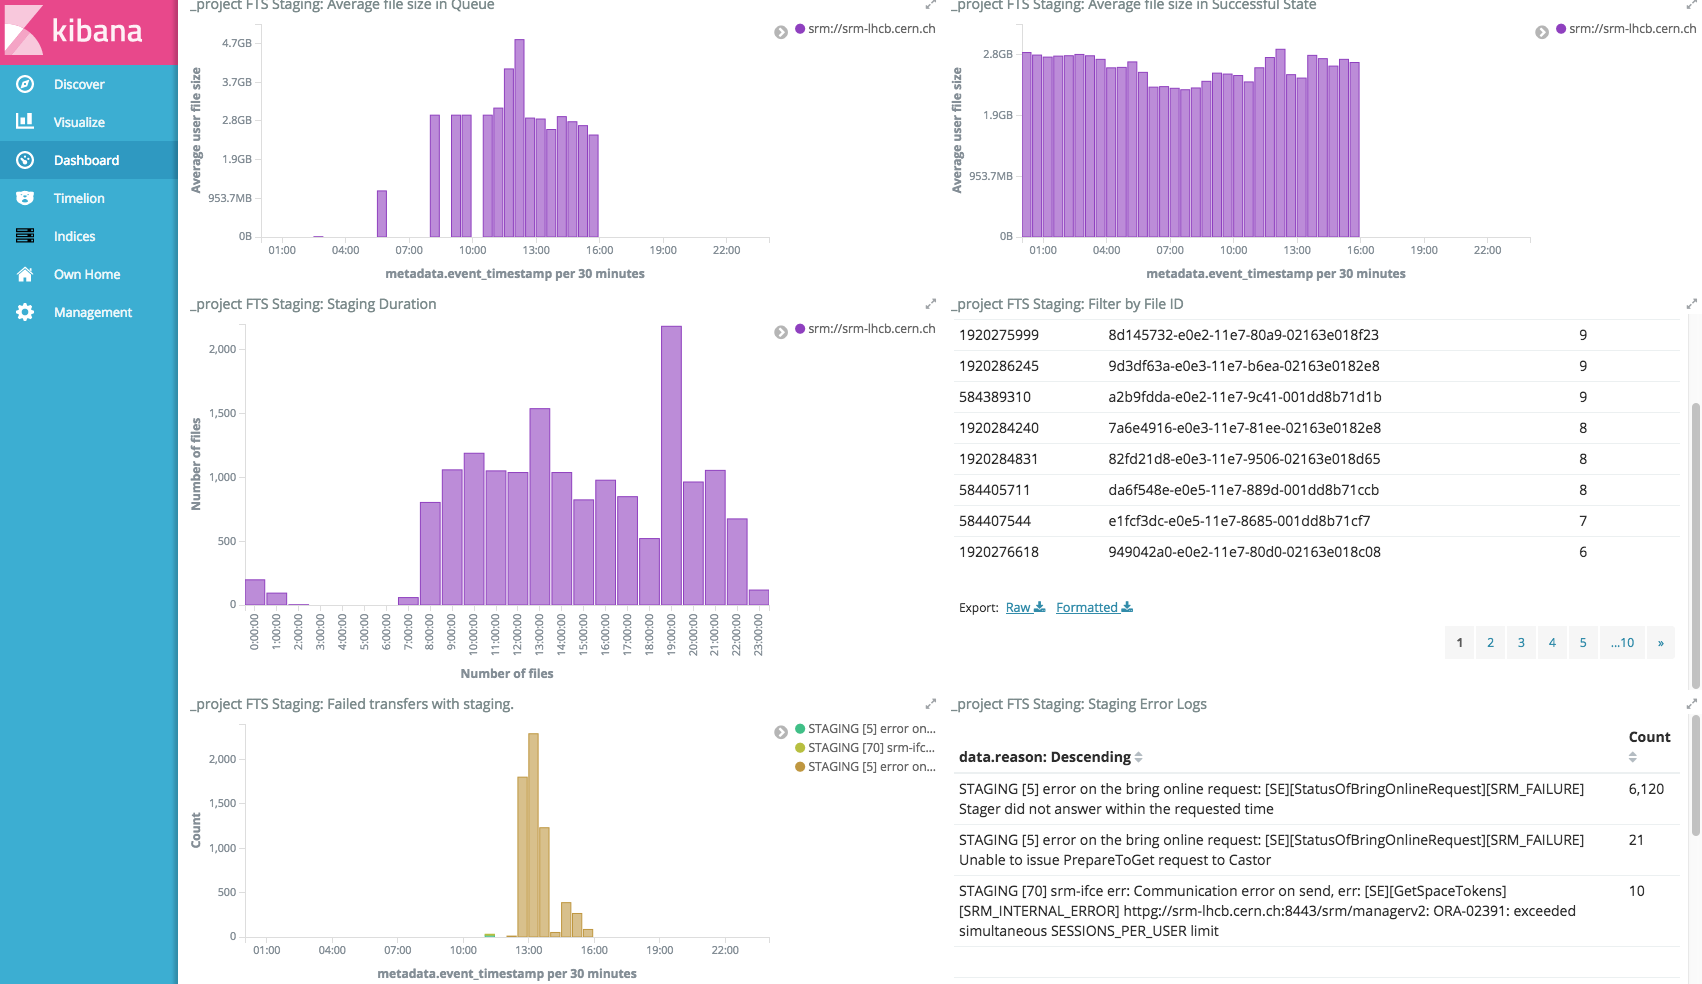 kibana
Discover
Visualize
Dashboard
Timelion
Indices
Own Home
Management
_project FTS Staging: Average file size in Queue
srm://srm-lhcb.cern.ch
Average user file size
4.7GB
3.7GB
2.8GB
1.9GB
953.7MB
0B
01:00 04:00 07:00 10:00 13:00 16:00 19:00 22:00
metadata.event_timestamp per 30 minutes
_project FTS Staging: Average file size in Successful State
srm://srm-lhcb.cern.ch
Average user file size
2.8GB
1.9GB
953.7MB
0B
01:00 04:00 07:00 10:00 13:00 16:00 19:00 22:00
metadata.event_timestamp per 30 minutes
_project FTS Staging: Staging Duration
srm://srm-lhcb.cern.ch
Number of files
2,000
1,500
1,000
500
0
0:00:00 1:00:00 2:00:00 3:00:00 4:00:00 5:00:00 6:00:00 7:00:00 8:00:00 9:00:00 10:00:00 11:00:00 12:00:00 13:00:00 14:00:00 15:00:00 16:00:00 17:00:00 18:00:00 19:00:00 20:00:00 21:00:00 22:00:00 23:00:00
Number of files
_project FTS Staging: Filter by File ID
1920275999 8d145732-e0e2-11e7-80a9-02163e018f23 9
1920286245 9d3df63a-e0e3-11e7-b6ea-02163e0182e8 9
584389310 a2b9fdda-e0e2-11e7-9c41-001dd8b71d1b 9
1920284240 7a6e4916-e0e3-11e7-81ee-02163e0182e8 8
1920284831 82fd21d8-e0e3-11e7-9506-02163e018d65 8
584405711 da6f548e-e0e5-11e7-889d-001dd8b71ccb 8
584407544 e1fcf3dc-e0e5-11e7-8685-001dd8b71cf7 7
1920276618 949042a0-e0e2-11e7-80d0-02163e018c08 6
Export: Raw Formatted
1 2 3 4 5 ...10 »
_project FTS Staging: Failed transfers with staging.
STAGING [5] error on...
STAGING [70] srm-ifc...
STAGING [5] error on...
Count
2,000
1,500
1,000
500
0
01:00 04:00 07:00 10:00 13:00 16:00 19:00 22:00
metadata.event_timestamp per 30 minutes
_project FTS Staging: Staging Error Logs
data.reason: Descending Count
STAGING [5] error on the bring online request: [SE][StatusOfBringOnlineRequest][SRM_FAILURE] 6,120
Stager did not answer within the requested time
STAGING [5] error on the bring online request: [SE][StatusOfBringOnlineRequest][SRM_FAILURE] 21
Unable to issue PrepareToGet request to Castor
STAGING [70] srm-ifce err: Communication error on send, err: [SE][GetSpaceTokens] 10
[SRM_INTERNAL_ERROR] httpg://srm-lhcb.cern.ch:8443/srm/managerv2: ORA-02391: exceeded
simultaneous SESSIONS_PER_USER limit